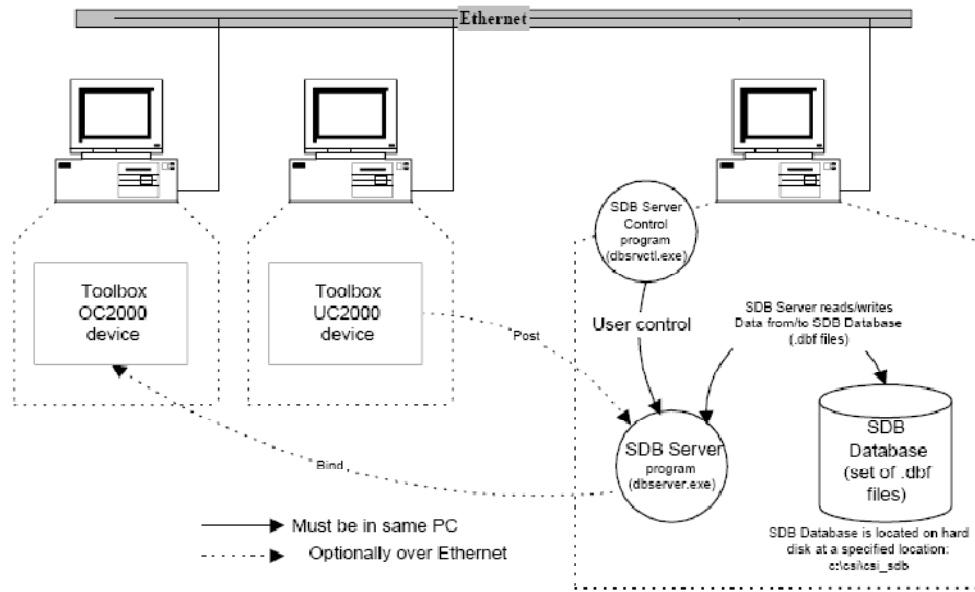 Ethernet
Toolbox
OC2000
device
Toolbox
UC2000
device
SDB Server
Control
program
(dbsrvctl.exe)
User control
SDB Server reads/writes
Data from/to SDB Database
(.dbf files)
Post
Bind
SDB Server
program
(dbserver.exe)
SDB
Database
(set of .dbf
files)
SDB Database is located on hard
disk at a specified location:
c:\csi\csi_sdb
Must be in same PC
Optionally over Ethernet